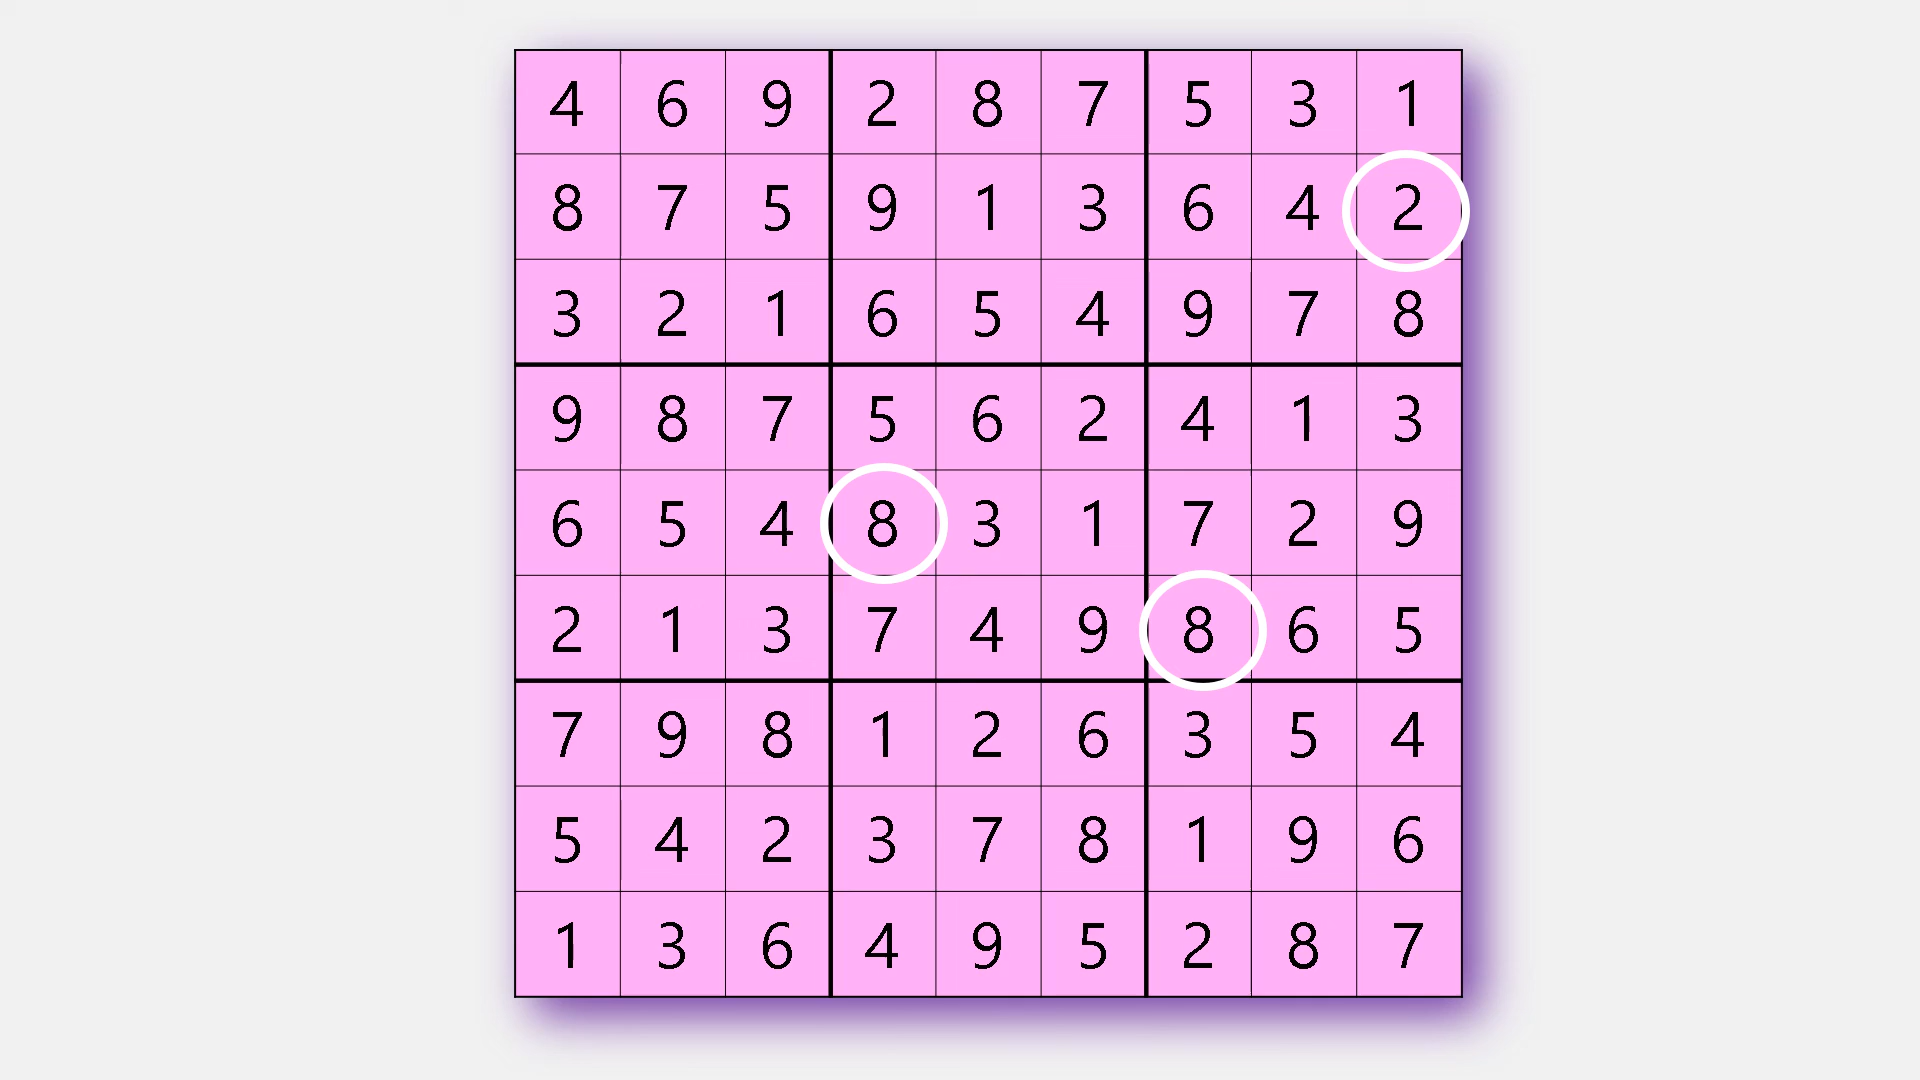 4 6 9 2 8 7 5 3 1
8 7 5 9 1 3 6 4 2
3 2 1 6 5 4 9 7 8
9 8 7 5 6 2 4 1 3
6 5 4 8 3 1 7 2 9
2 1 3 7 4 9 8 6 5
7 9 8 1 2 6 3 5 4
5 4 2 3 7 8 1 9 6
1 3 6 4 9 5 2 8 7